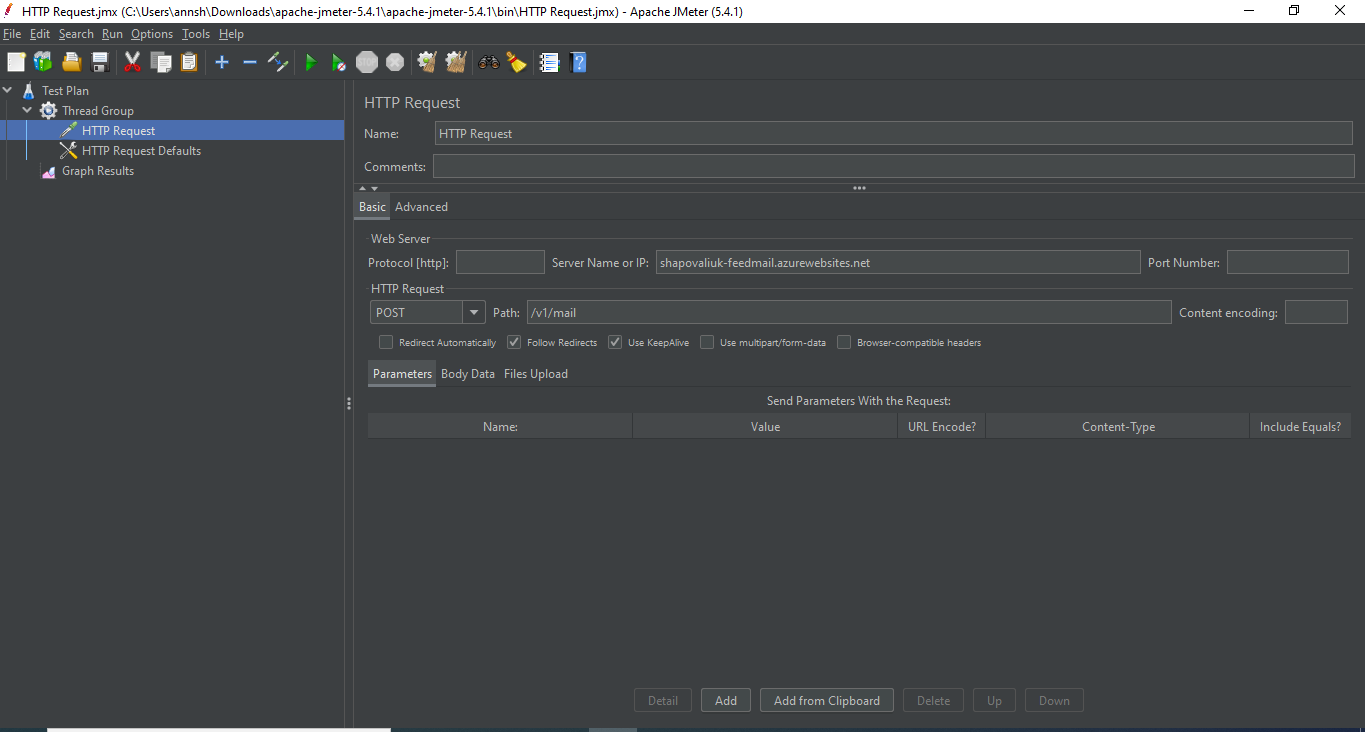 HTTP Request.jmx (C:\Users\annsh\Downloads\apache-jmeter-5.4.1\apache-jmeter-5.4.1\bin\HTTP Request.jmx) - Apache JMeter (5.4.1)
File Edit Search Run Options Tools Help
STOP
Test Plan
Thread Group
HTTP Request
HTTP Request Defaults
Graph Results
HTTP Request
Name: HTTP Request
Comments:
Basic Advanced
Web Server
Protocol [http]: Server Name or IP: shapovaliuk-feedmail.azurewebsites.net Port Number:
HTTP Request
POST Path: /v1/mail Content encoding:
Redirect Automatically Follow Redirects Use KeepAlive Use multipart/form-data Browser-compatible headers
Parameters Body Data Files Upload
Send Parameters With the Request:
Name: Value URL Encode? Content-Type Include Equals?
Detail Add Add from Clipboard Delete Up Down